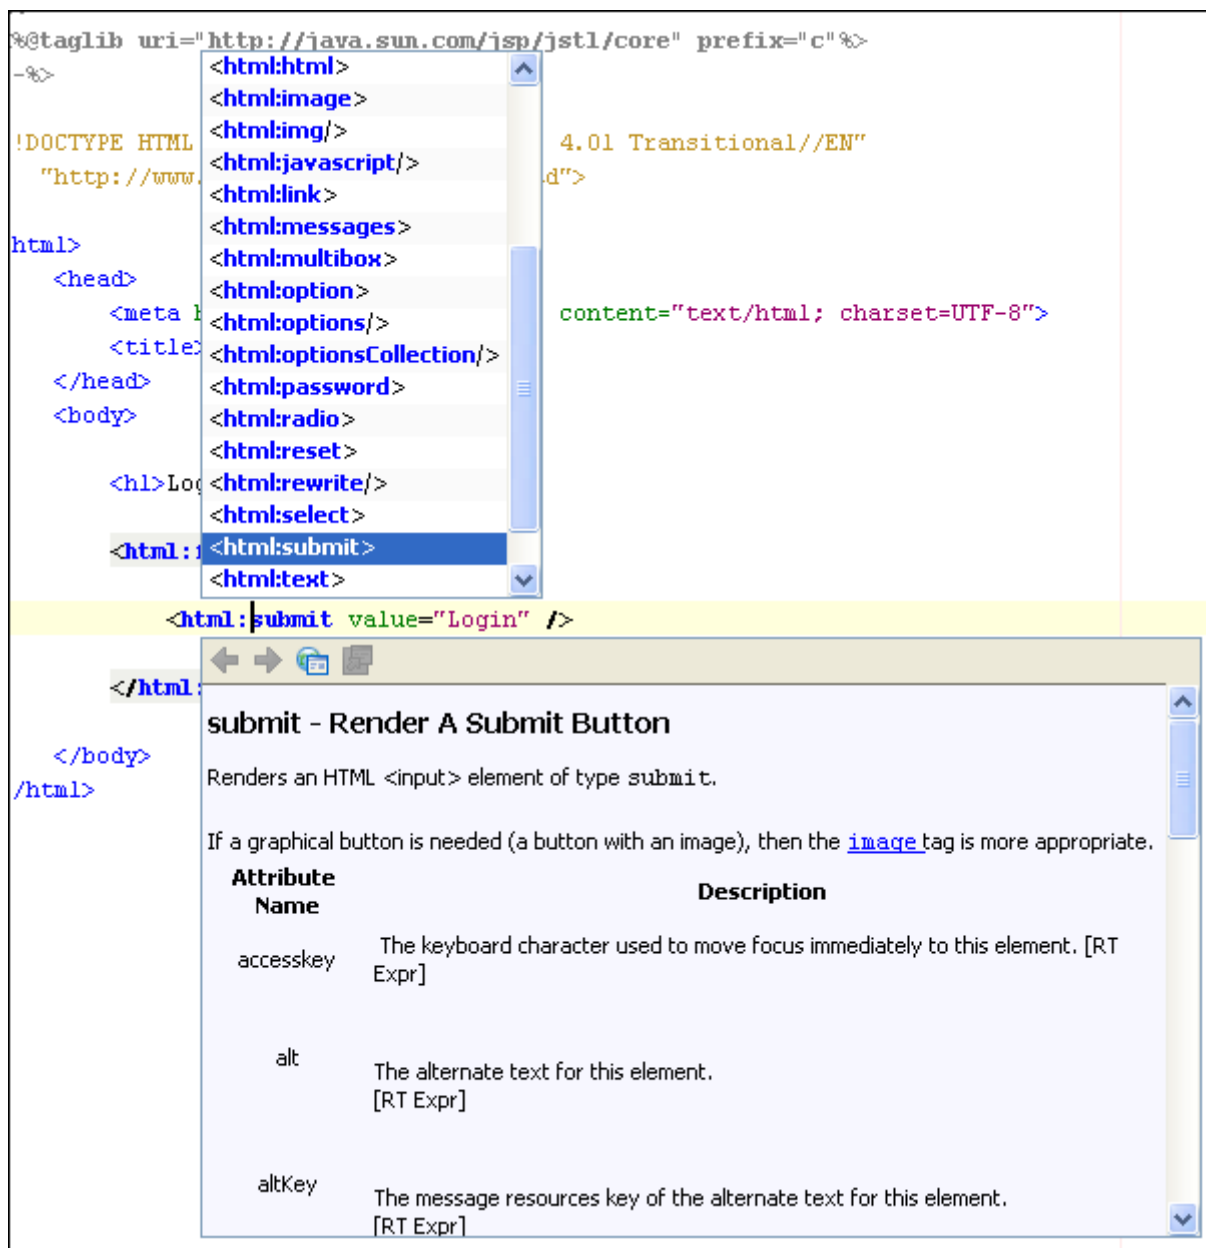 %@taglib uri="http://java.sun.com/jsp/jstl/core" prefix="c"%>
-%>
<html:html>
<html:image>
<html:img/>
<html:javascript/>
<html:link>
<html:messages>
<html:multibox>
<html:option>
<html:options/>
<html:optionsCollection/>
<html:password>
<html:radio>
<html:reset>
<html:rewrite/>
<html:select>
<html:submit>
<html:text>
!DOCTYPE HTML 4.01 Transitional//EN"
"http://www. d">
html>
<head>
<meta content="text/html; charset=UTF-8">
<title>
</head>
<body>
<h1>Log
<html:f
<html:submit value="Login" />
</html:
</body>
/html>
submit - Render A Submit Button
Renders an HTML <input> element of type submit.
If a graphical button is needed (a button with an image), then the image tag is more appropriate.
Attribute
Name
Description
accesskey
The keyboard character used to move focus immediately to this element. [RT
Expr]
alt
The alternate text for this element.
[RT Expr]
altKey
The message resources key of the alternate text for this element.
[RT Expr]